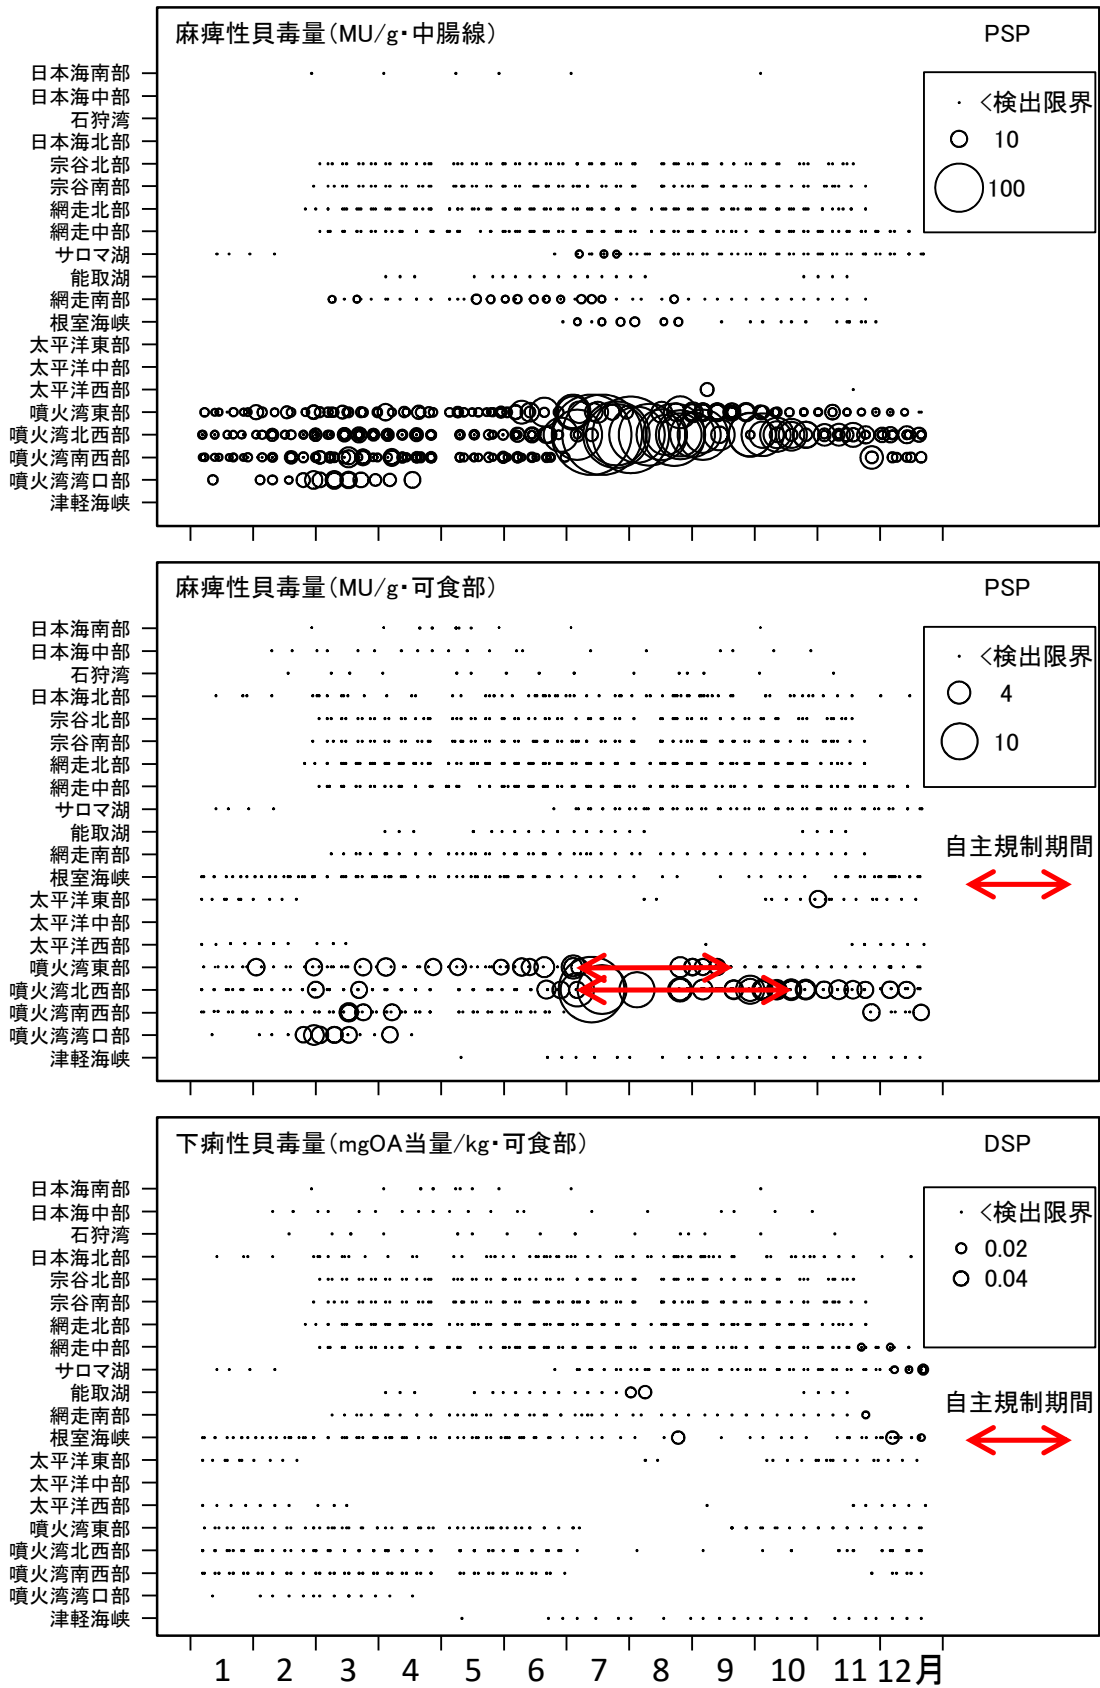 麻痺性貝毒量(MU/g・中腸線)
PSP
<検出限界
10
100
日本海南部
日本海中部
石狩湾
日本海北部
宗谷北部
宗谷南部
網走北部
網走中部
サロマ湖
能取湖
網走南部
根室海峡
太平洋東部
太平洋中部
太平洋西部
噴火湾東部
噴火湾北西部
噴火湾南西部
噴火湾湾口部
津軽海峡
麻痺性貝毒量(MU/g・可食部)
PSP
<検出限界
4
10
自主規制期間
日本海南部
日本海中部
石狩湾
日本海北部
宗谷北部
宗谷南部
網走北部
網走中部
サロマ湖
能取湖
網走南部
根室海峡
太平洋東部
太平洋中部
太平洋西部
噴火湾東部
噴火湾北西部
噴火湾南西部
噴火湾湾口部
津軽海峡
下痢性貝毒量(mgOA当量/kg・可食部)
DSP
<検出限界
0.02
0.04
自主規制期間
日本海南部
日本海中部
石狩湾
日本海北部
宗谷北部
宗谷南部
網走北部
網走中部
サロマ湖
能取湖
網走南部
根室海峡
太平洋東部
太平洋中部
太平洋西部
噴火湾東部
噴火湾北西部
噴火湾南西部
噴火湾湾口部
津軽海峡
1 2 3 4 5 6 7 8 9 10 11 12月